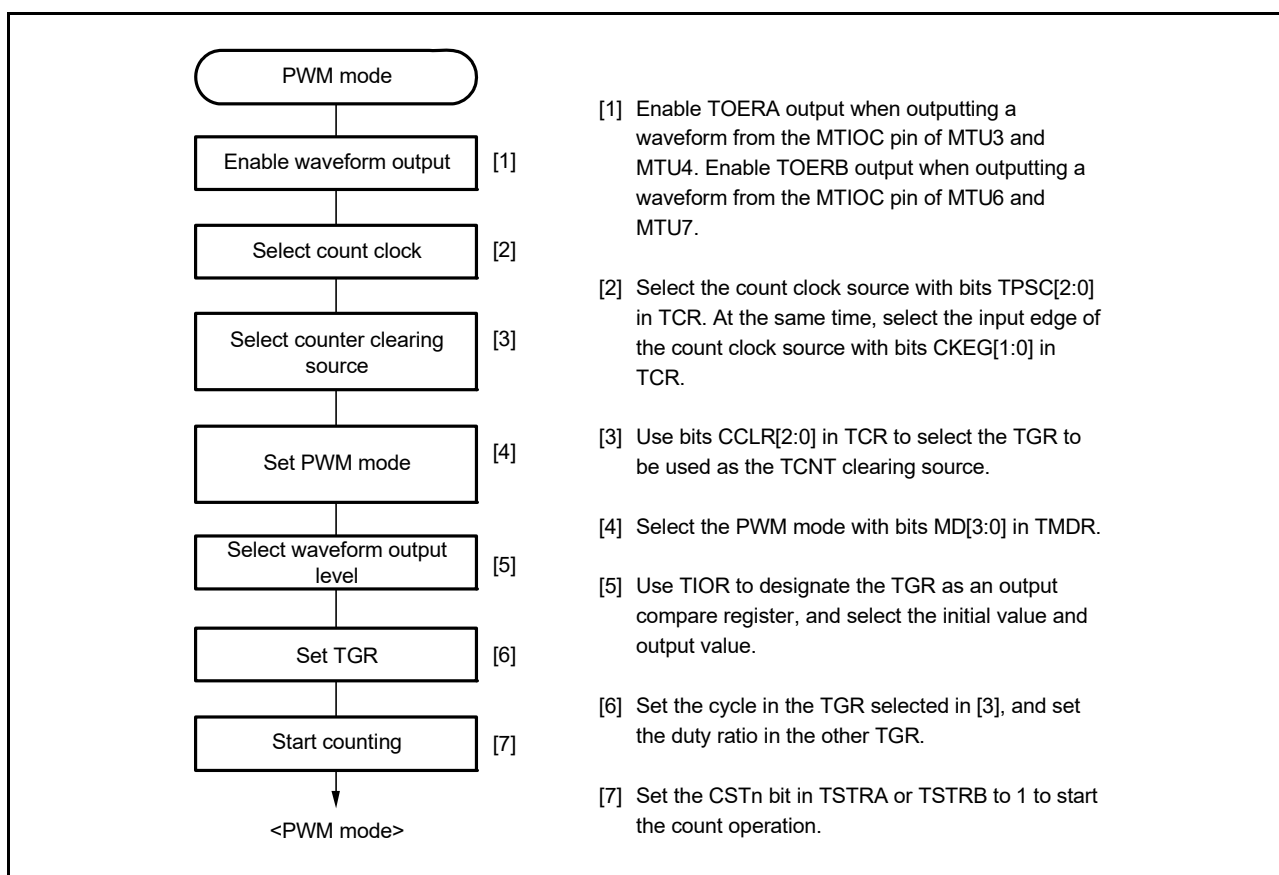 PWM mode
Enable waveform output [1]
Select count clock [2]
Select counter clearing
source
[3]
Set PWM mode [4]
Select waveform output
level
[5]
Set TGR [6]
Start counting [7]
<PWM mode>
[1] Enable TOERA output when outputting a
waveform from the MTIOC pin of MTU3 and
MTU4. Enable TOERB output when outputting a
waveform from the MTIOC pin of MTU6 and
MTU7.
[2] Select the count clock source with bits TPSC[2:0]
in TCR. At the same time, select the input edge of
the count clock source with bits CKEG[1:0] in
TCR.
[3] Use bits CCLR[2:0] in TCR to select the TGR to
be used as the TCNT clearing source.
[4] Select the PWM mode with bits MD[3:0] in TMDR.
[5] Use TIOR to designate the TGR as an output
compare register, and select the initial value and
output value.
[6] Set the cycle in the TGR selected in [3], and set
the duty ratio in the other TGR.
[7] Set the CSTn bit in TSTRA or TSTRB to 1 to start
the count operation.